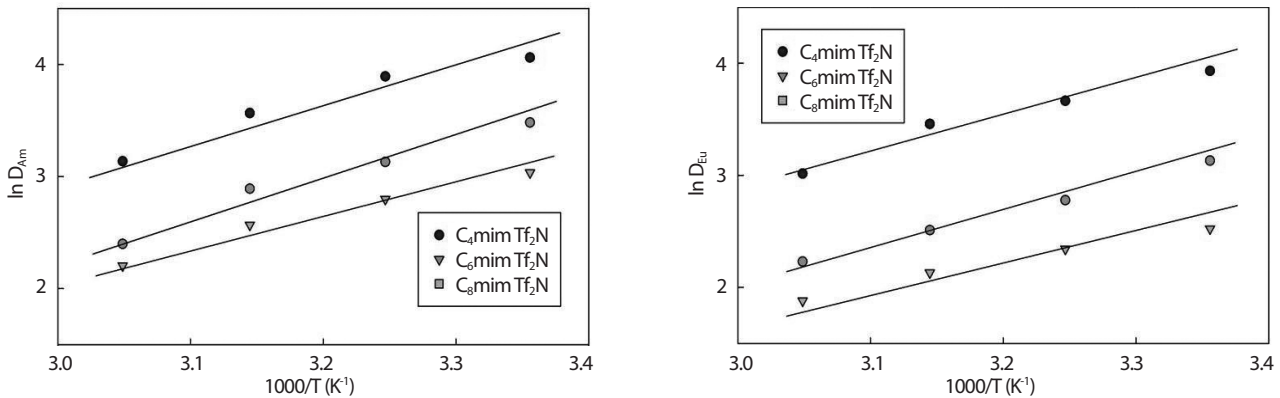 4
3
2
ln D_Am
C₄mim Tf₂N
C₆mim Tf₂N
C₈mim Tf₂N
3.0 3.1 3.2 3.3 3.4
1000/T (K⁻¹)
4
3
2
ln D_Eu
C₄mim Tf₂N
C₆mim Tf₂N
C₈mim Tf₂N
3.0 3.1 3.2 3.3 3.4
1000/T (K⁻¹)